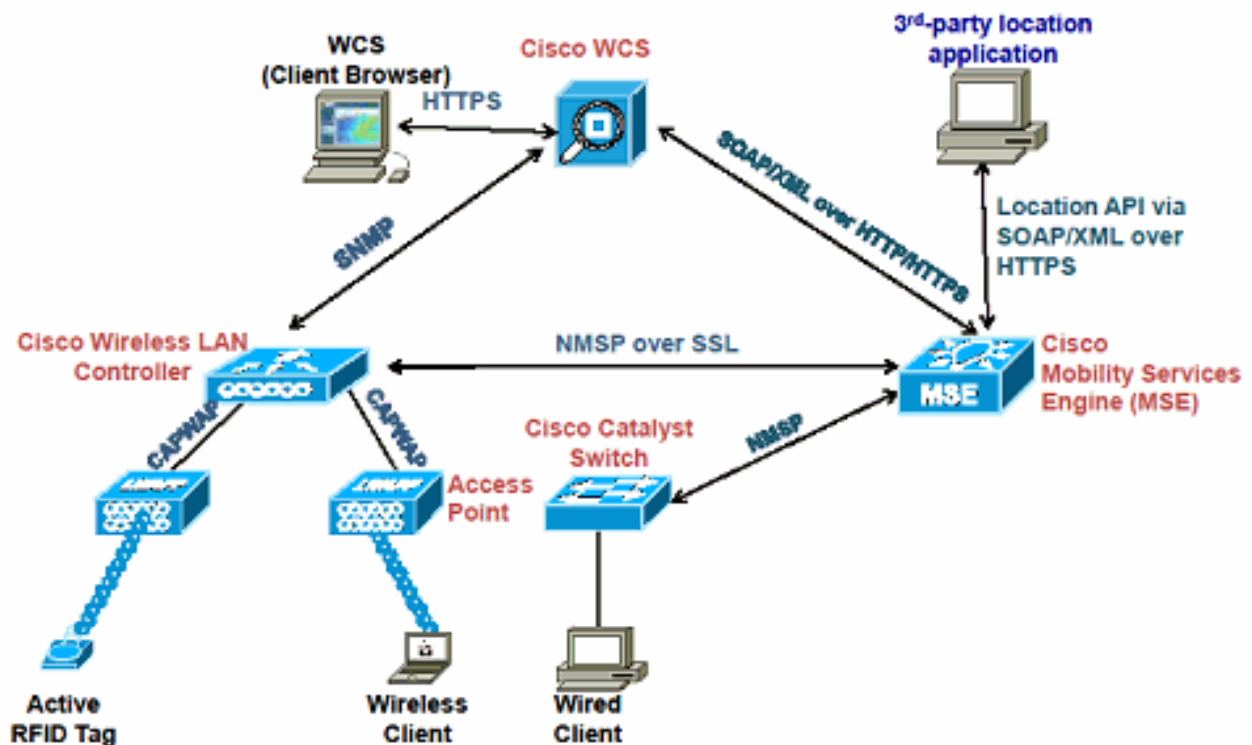 WCS
(Client Browser)
Cisco WCS
3rd-party location
application
HTTPS
SOAP/XML over HTTP/HTTPS
Location API via
SOAP/XML over
HTTPS
SNMP
Cisco Wireless LAN
Controller
NMSP over SSL
Cisco
Mobility Services
Engine (MSE)
MSE
CAPWAP
CAPWAP
Cisco Catalyst
Switch
NMSP
Access
Point
Active
RFID Tag
Wireless
Client
Wired
Client